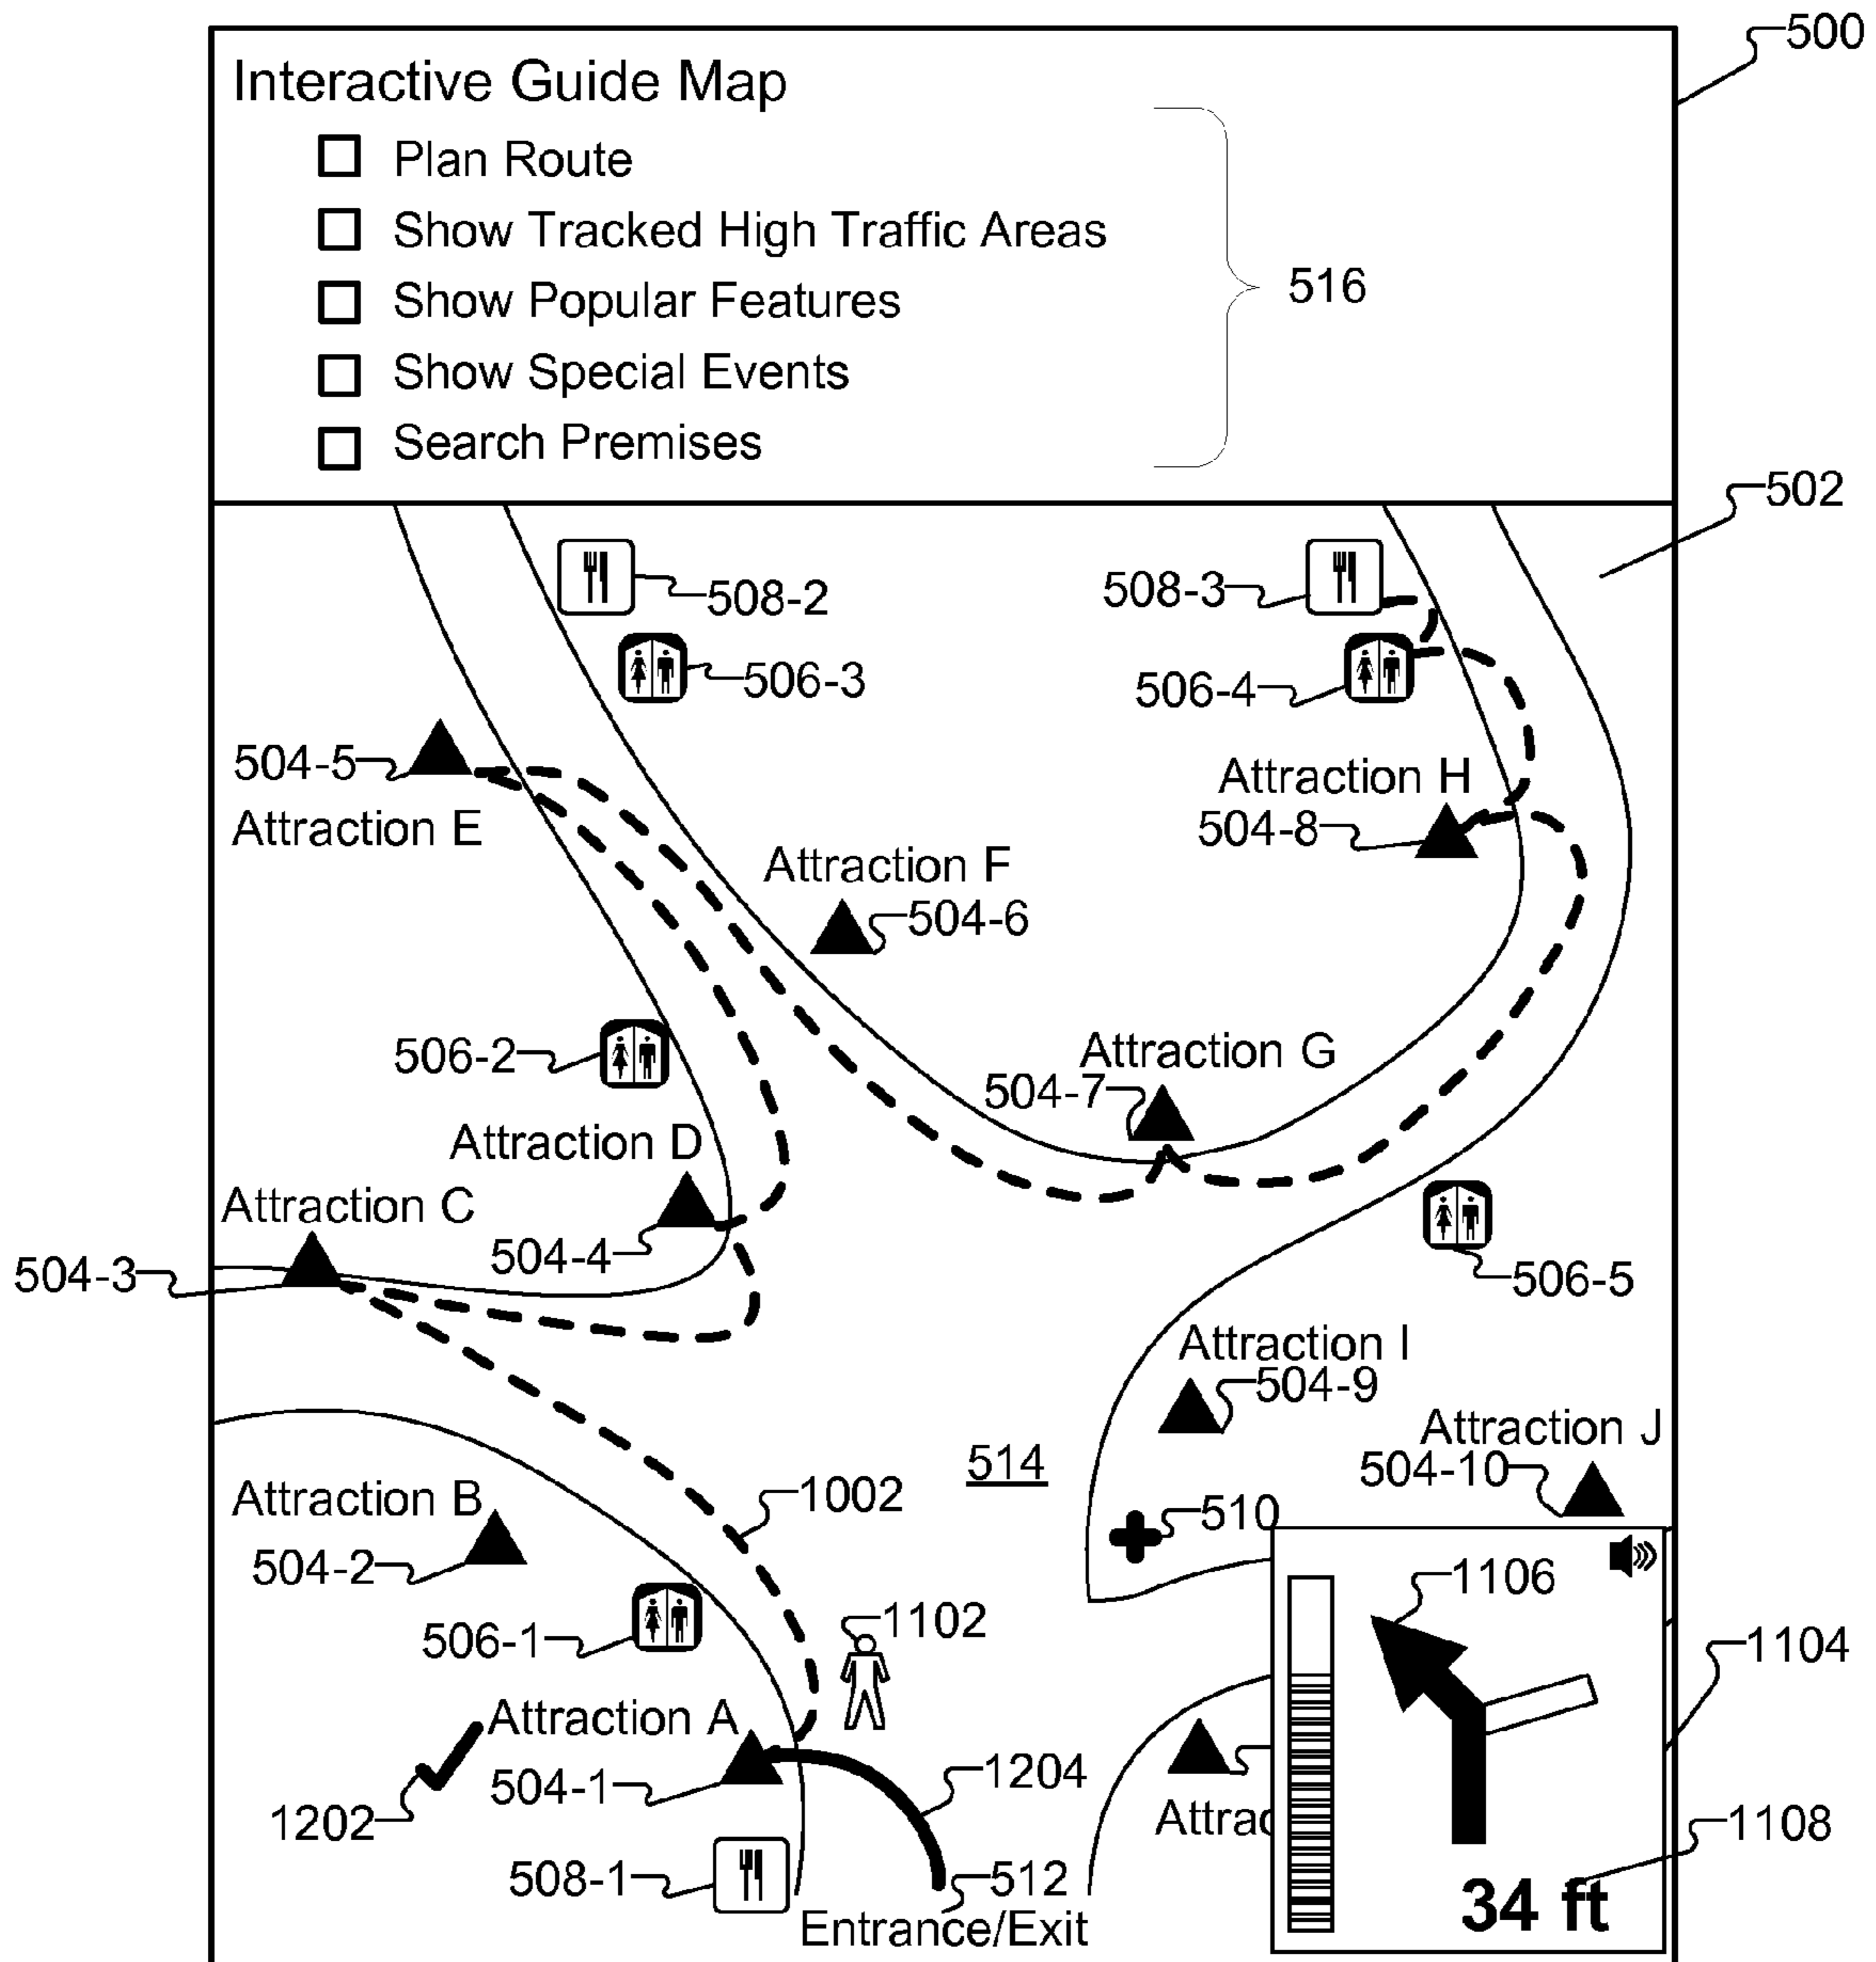 500
Interactive Guide Map
Plan Route
Show Tracked High Traffic Areas
Show Popular Features
516
Show Special Events
Search Premises
502
508-2
508-3
506-3
506-4
504-5
Attraction H
Attraction E
504-8
Attraction F
504-6
506-2
Attraction G
504-7
Attraction D
Attraction C
504-4
504-3
506-5
Attraction I
504-9
Attraction J
514
504-10
Attraction B
1002
510
504-2
1106
1102
506-1
1104
Attraction A
504-1
1204
1202
Attrac
1108
508-1
512
34 ft
Entrance/Exit